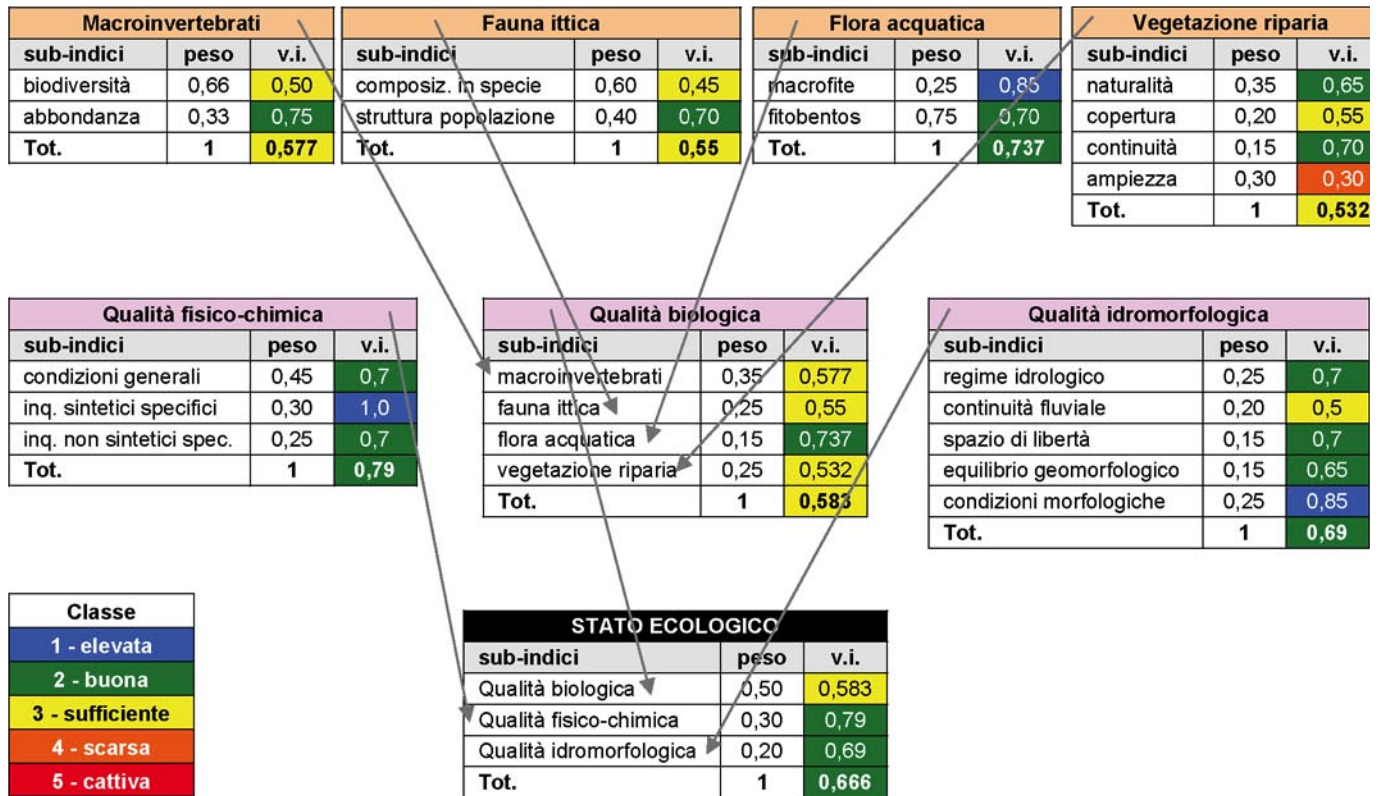 Macroinvertebrati
sub-indici peso v.i.
biodiversità 0,66 0,50
abbondanza 0,33 0,75
Tot. 1 0,577
Fauna ittica
sub-indici peso v.i.
composiz. in specie 0,60 0,45
struttura popolazione 0,40 0,70
Tot. 1 0,55
Flora acquatica
sub-indici peso v.i.
macrofite 0,25 0,85
fitobentos 0,75 0,70
Tot. 1 0,737
Vegetazione riparia
sub-indici peso v.i.
naturalità 0,35 0,65
copertura 0,20 0,55
continuità 0,15 0,70
ampiezza 0,30 0,30
Tot. 1 0,532
Qualità fisico-chimica
sub-indici peso v.i.
condizioni generali 0,45 0,7
inq. sintetici specifici 0,30 1,0
inq. non sintetici spec. 0,25 0,7
Tot. 1 0,79
Qualità biologica
sub-indici peso v.i.
macroinvertebrati 0,35 0,577
fauna ittica 0,25 0,55
flora acquatica 0,15 0,737
vegetazione riparia 0,25 0,532
Tot. 1 0,583
Qualità idromorfologica
sub-indici peso v.i.
regime idrologico 0,25 0,7
continuità fluviale 0,20 0,5
spazio di libertà 0,15 0,7
equilibrio geomorfologico 0,15 0,65
condizioni morfologiche 0,25 0,85
Tot. 1 0,69
Classe
1 - elevata
2 - buona
3 - sufficiente
4 - scarsa
5 - cattiva
STATO ECOLOGICO
sub-indici peso v.i.
Qualità biologica 0,50 0,583
Qualità fisico-chimica 0,30 0,79
Qualità idromorfologica 0,20 0,69
Tot. 1 0,666